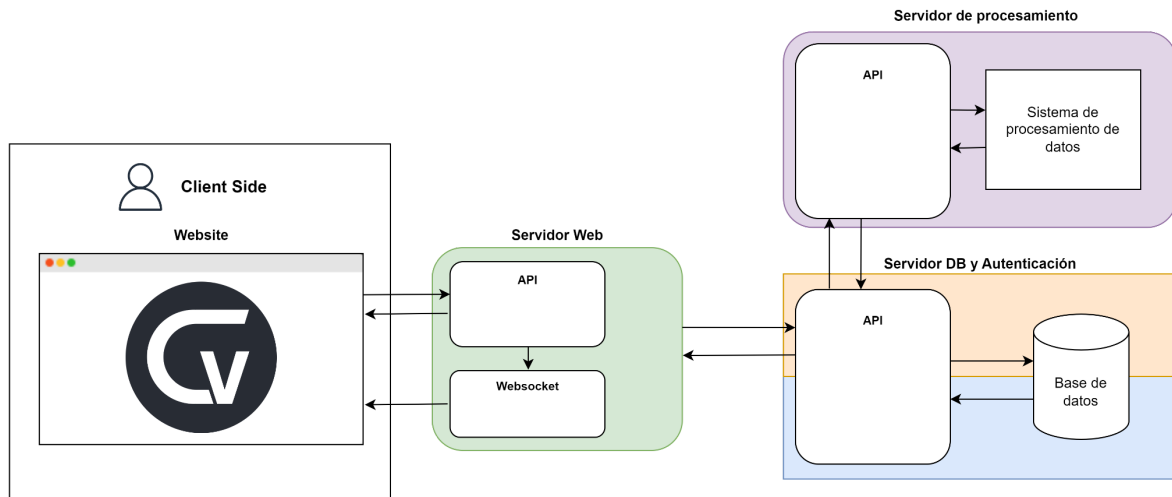 Servidor de procesamiento
API
Sistema de
procesamiento de
datos
Client Side
Website
CV
Servidor Web
API
Websocket
Servidor DB y Autenticación
API
Base de
datos